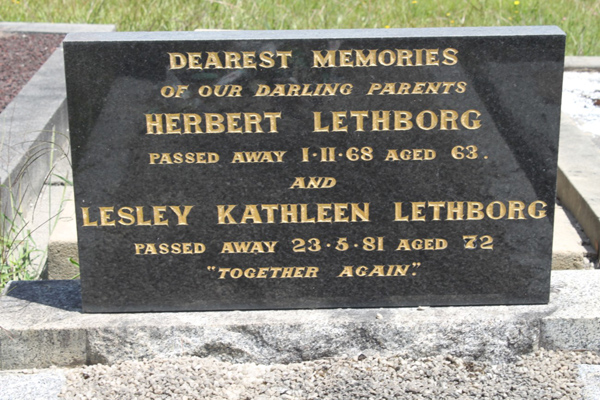 DEAREST MEMORIES
OF OUR DARLING PARENTS
HERBERT LETHBORG
PASSED AWAY 1·11·68 AGED 63.
AND
LESLEY KATHLEEN LETHBORG
PASSED AWAY 23·5·81 AGED 72
"TOGETHER AGAIN."